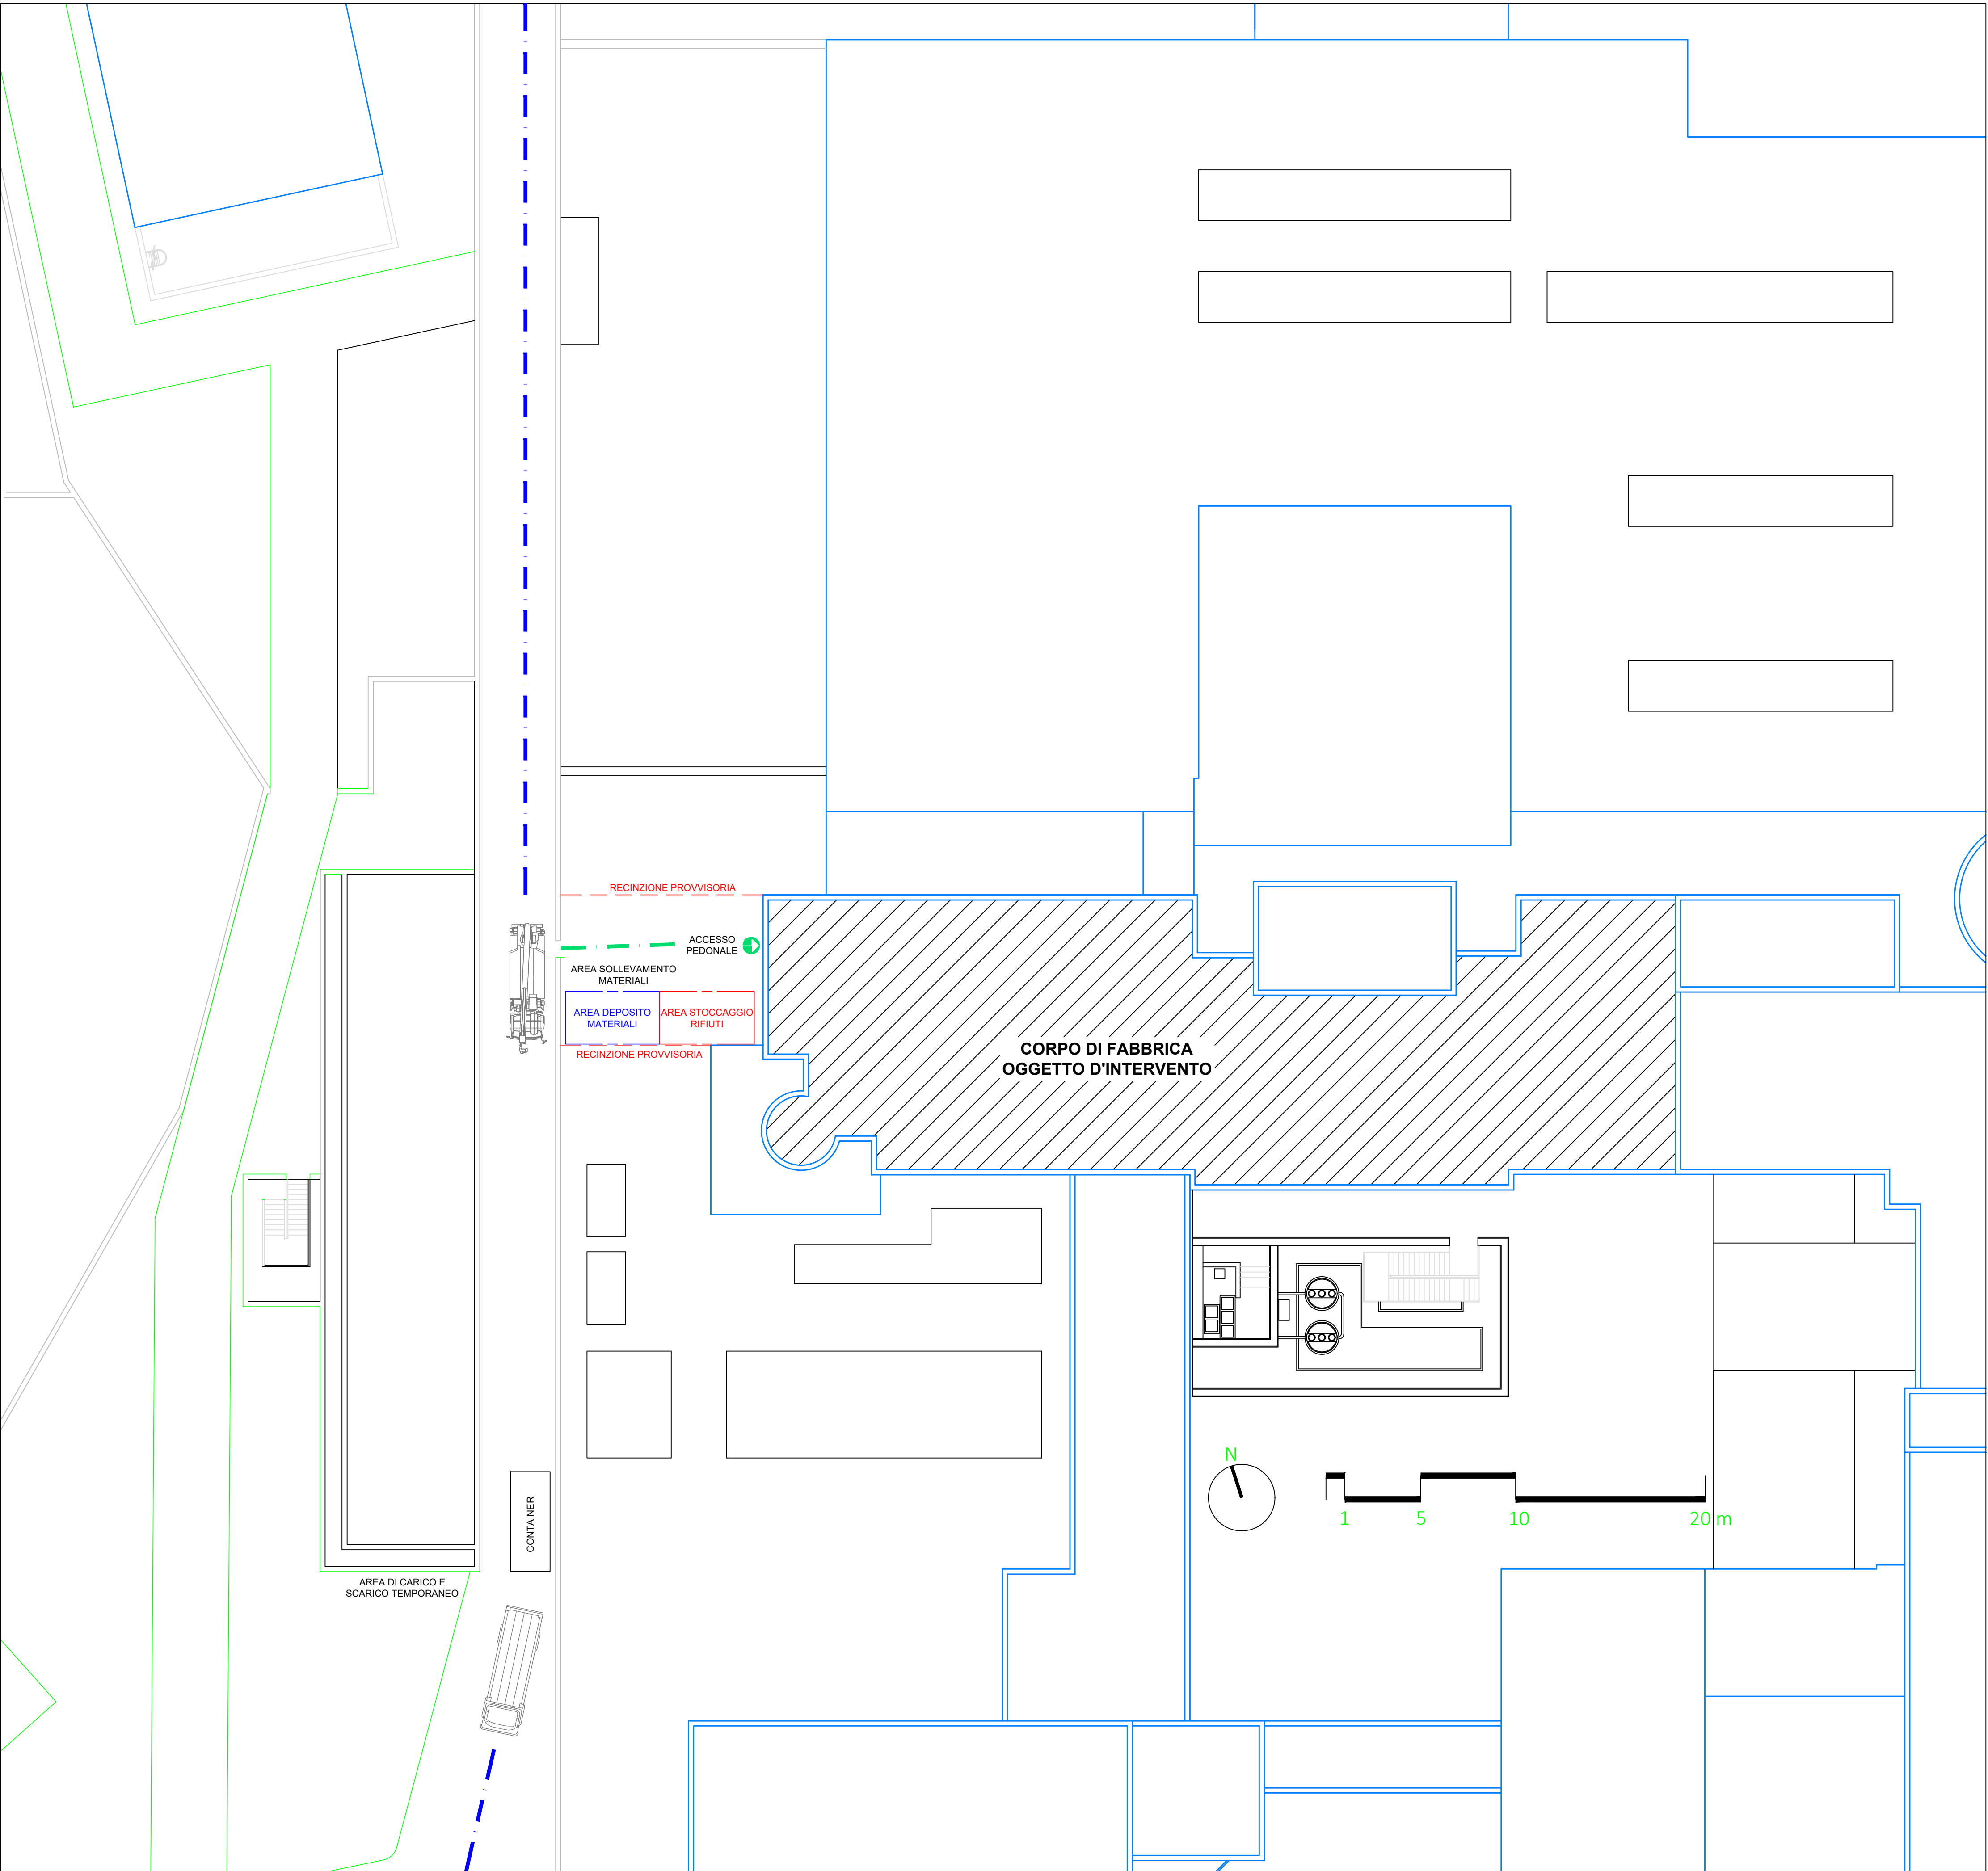 RECINZIONE PROVVISORIA
ACCESSO
PEDONALE
AREA SOLLEVAMENTO
MATERIALI
AREA DEPOSITO
MATERIALI
AREA STOCCAGGIO
RIFIUTI
RECINZIONE PROVVISORIA
CORPO DI FABBRICA
OGGETTO D'INTERVENTO
N
1 5 10 20 m
CONTAINER
AREA DI CARICO E
SCARICO TEMPORANEO